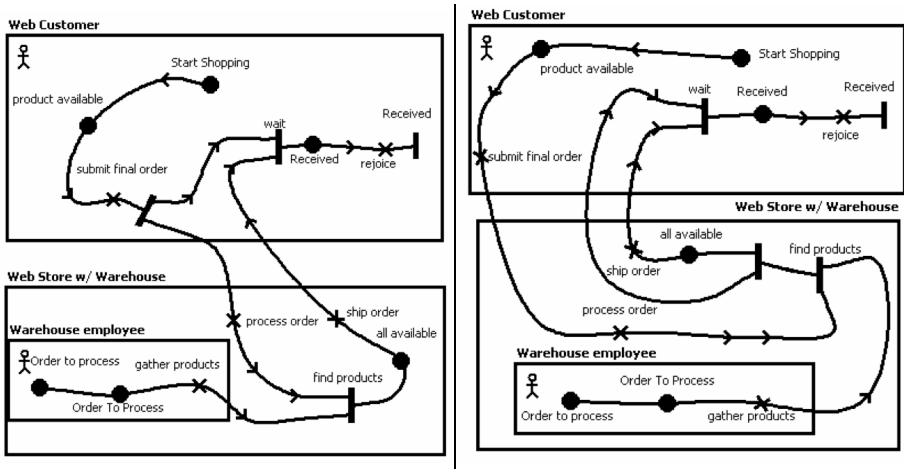 Web Customer
Start Shopping
product available
wait
Received
submit final order
Received
rejoice
Web Store w/ Warehouse
ship order
process order
all available
Warehouse employee
Order to process
gather products
find products
Order To Process
Web Customer
Start Shopping
product available
wait
Received
Received
rejoice
submit final order
Web Store w/ Warehouse
all available
find products
ship order
process order
Warehouse employee
Order To Process
Order to process
gather products